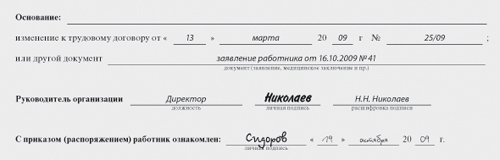 Основание:
изменение к трудовому договору от « 13 » марта 20 09 г № 25/09 ;
или другой документ заявление работника от 16.10.2009 № 41
документ (заявление, медицинское заключение и пр.)
Руководитель организации Директор Николаев Н.Н. Николаев
должность личная подпись расшифровка подписи
С приказом (распоряжением) работник ознакомлен: Сидоров « 19 » октября 20 09 г.
личная подпись